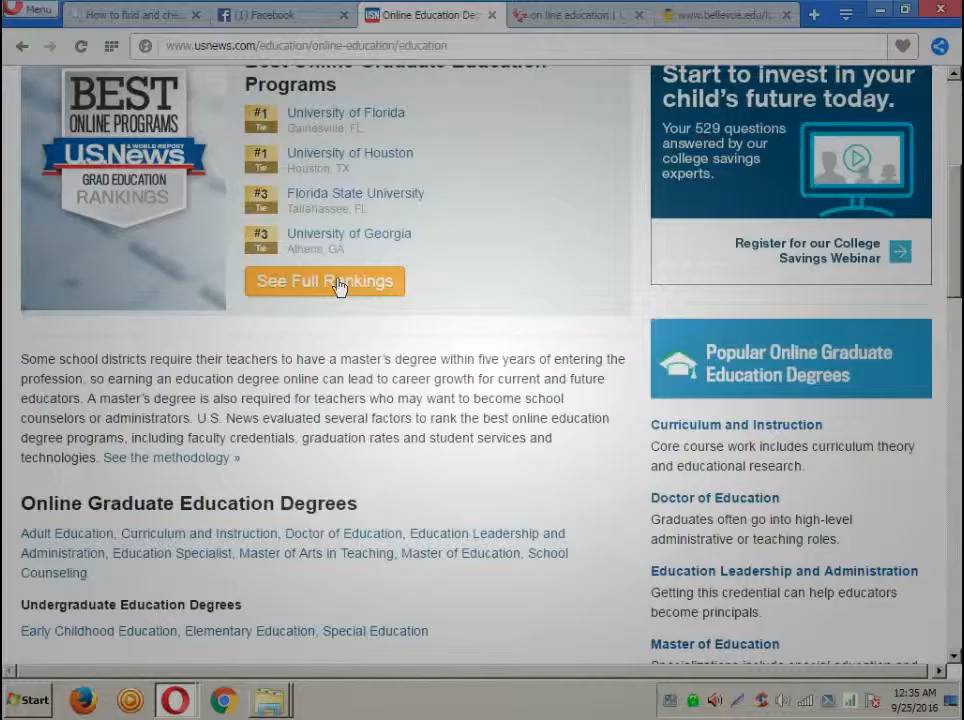 Menu
How to find and che...
(1) Facebook
Online Education De
on line education | L
www.bellevue.edu/l
www.usnews.com/education/online-education/education
Best Online Graduate Education
Programs
#1 University of Florida
Tie Gainesville, FL
#1 University of Houston
Tie Houston, TX
#3 Florida State University
Tie Tallahassee, FL
#3 University of Georgia
Tie Athens, GA
See Full Rankings
BEST
ONLINE PROGRAMS
U.S.News
& WORLD REPORT
GRAD EDUCATION
RANKINGS
Start to invest in your
child's future today.
Your 529 questions
answered by our
college savings
experts.
Register for our College
Savings Webinar
Some school districts require their teachers to have a master's degree within five years of entering the
profession, so earning an education degree online can lead to career growth for current and future
educators. A master's degree is also required for teachers who may want to become school
counselors or administrators. U.S. News evaluated several factors to rank the best online education
degree programs, including faculty credentials, graduation rates and student services and
technologies. See the methodology »
Online Graduate Education Degrees
Adult Education, Curriculum and Instruction, Doctor of Education, Education Leadership and
Administration, Education Specialist, Master of Arts in Teaching, Master of Education, School
Counseling
Undergraduate Education Degrees
Early Childhood Education, Elementary Education, Special Education
Popular Online Graduate
Education Degrees
Curriculum and Instruction
Core course work includes curriculum theory
and educational research.
Doctor of Education
Graduates often go into high-level
administrative or teaching roles.
Education Leadership and Administration
Getting this credential can help educators
become principals.
Master of Education
Start
12:35 AM
9/25/2016